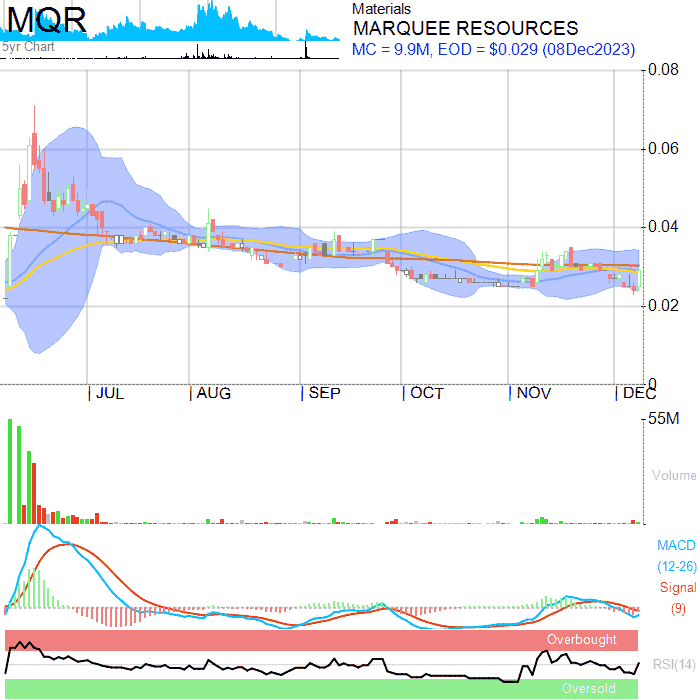 MQR
5yr Chart
Materials
MARQUEE RESOURCES
MC = 9.9M, EOD = $0.029 (08Dec2023)
0.08
0.06
0.04
0.02
0
JUL AUG SEP OCT NOV DEC
55M
Volume
MACD
(12-26)
Signal
(9)
Overbought
RSI(14)
Oversold